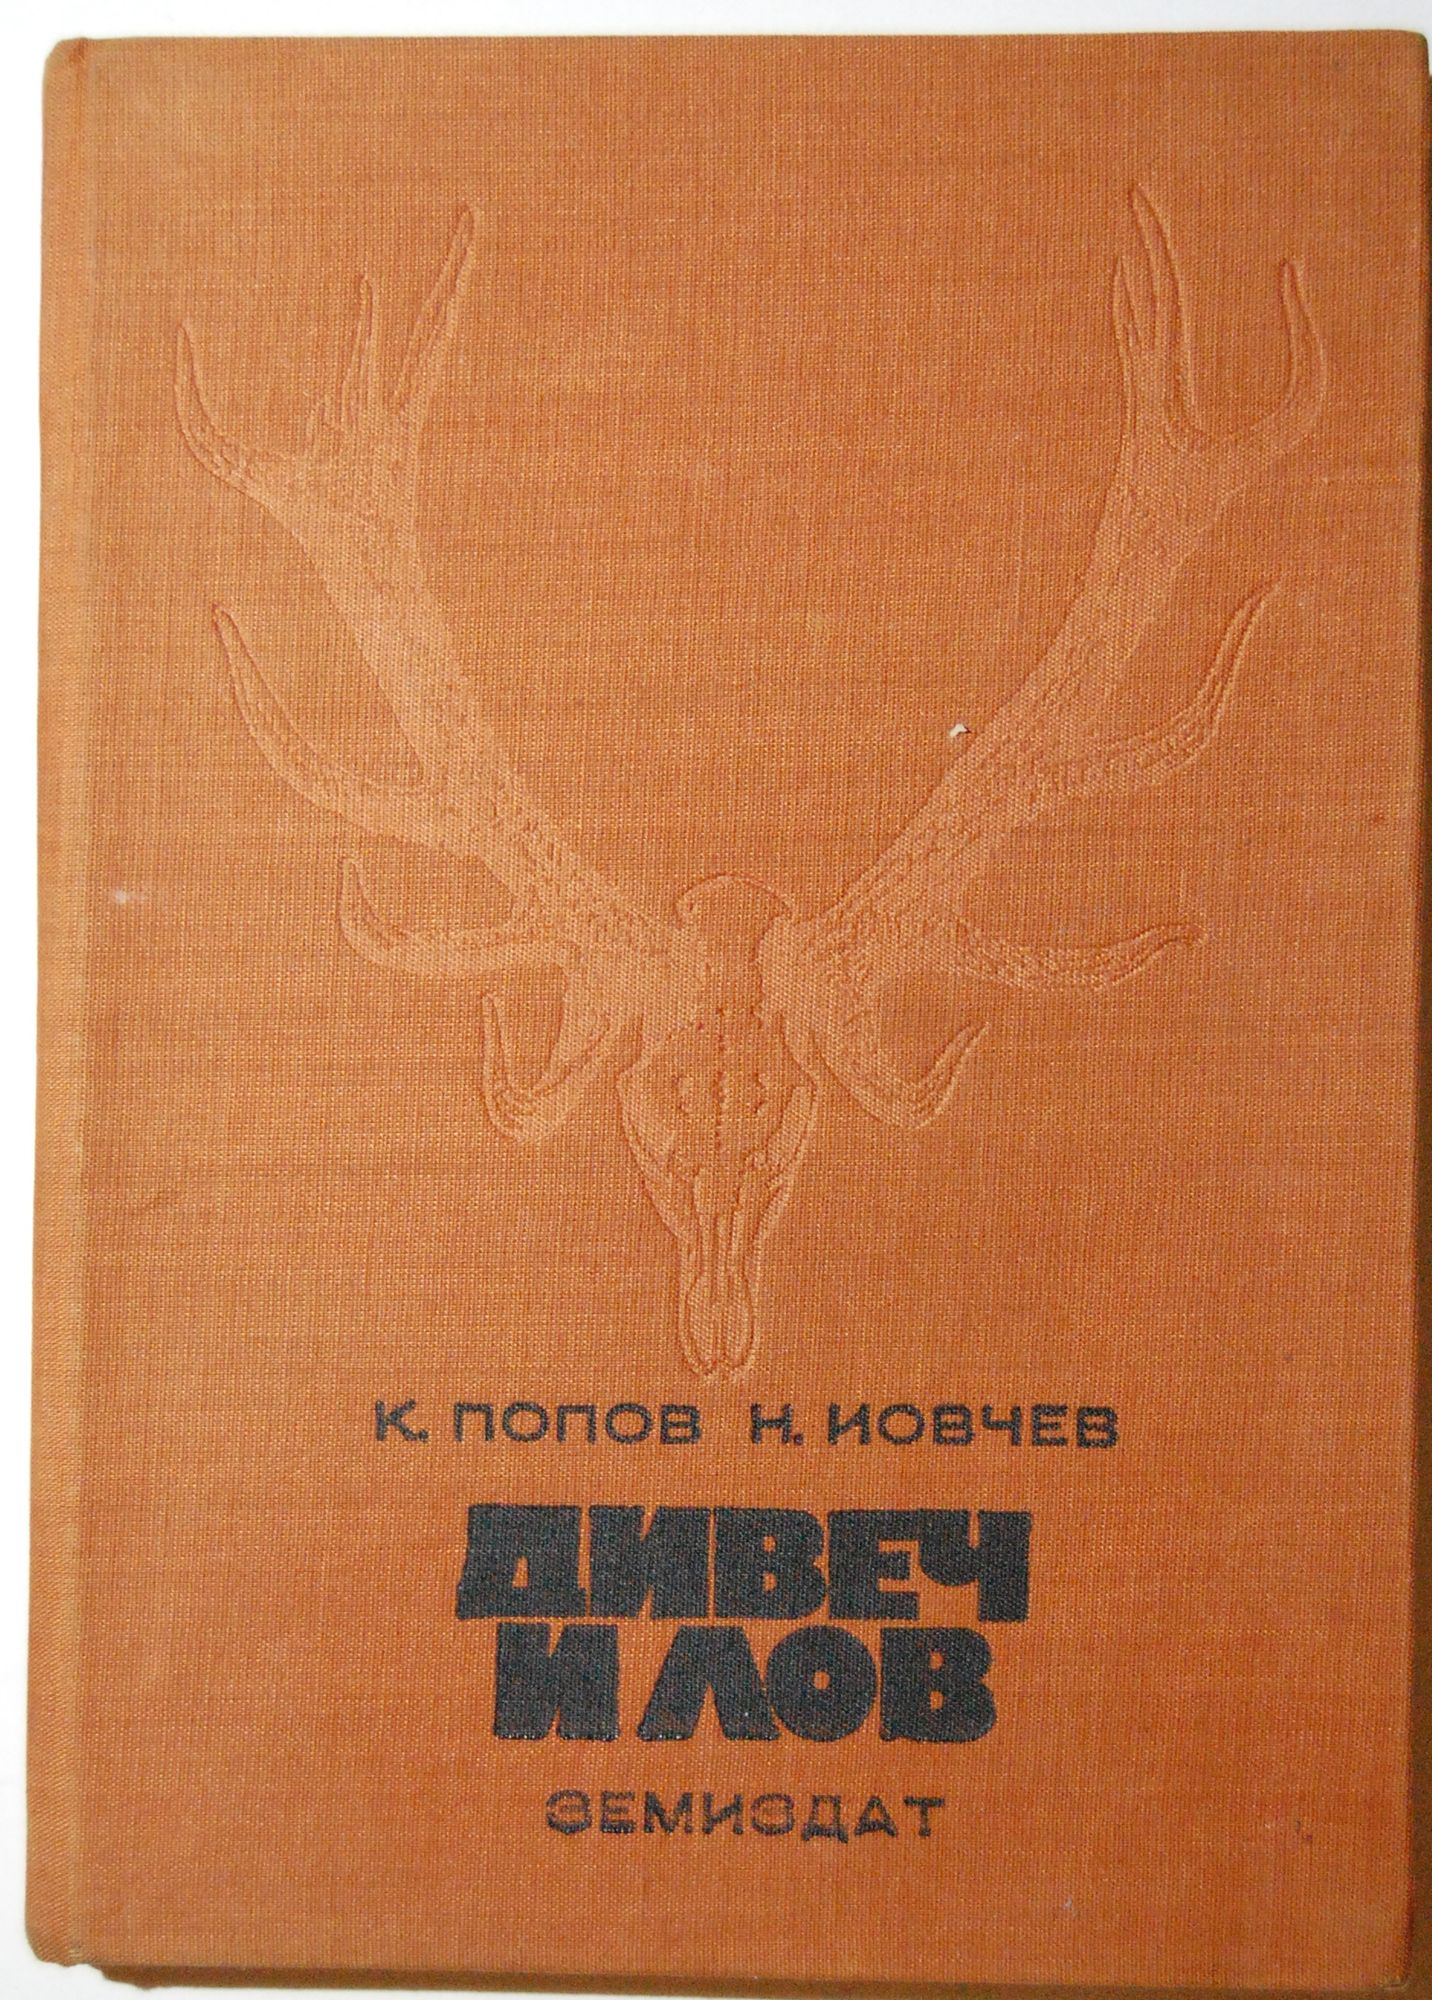 К. ПОПОВ Н. ИОВЧЕВ
ДИВЕЧ
И ЛОВ
ЗЕМИЗДАТ